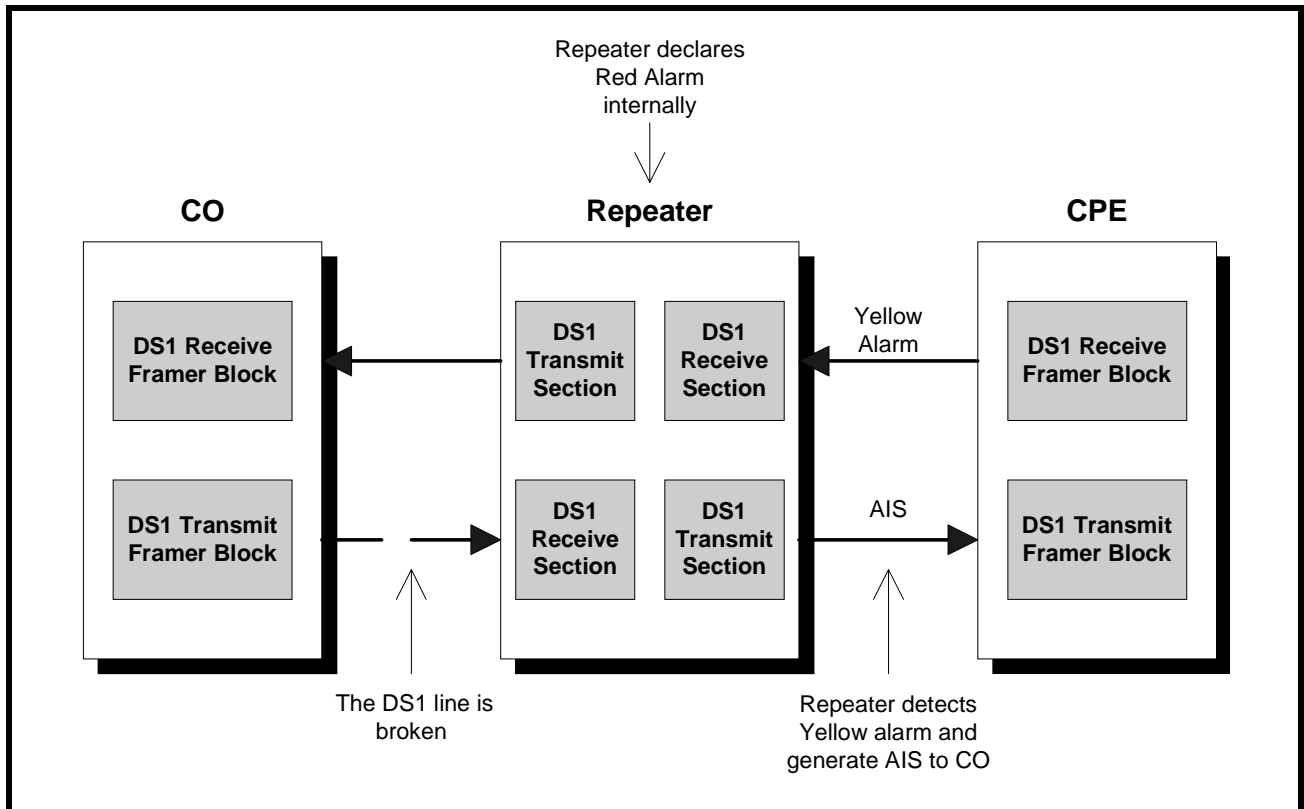 Repeater declares
Red Alarm
internally
CO
Repeater
CPE
DS1 Receive
Framer Block
DS1
Transmit
Section
DS1
Receive
Section
Yellow
Alarm
DS1 Receive
Framer Block
DS1 Transmit
Framer Block
DS1
Receive
Section
DS1
Transmit
Section
AIS
DS1 Transmit
Framer Block
The DS1 line is
broken
Repeater detects
Yellow alarm and
generate AIS to CO